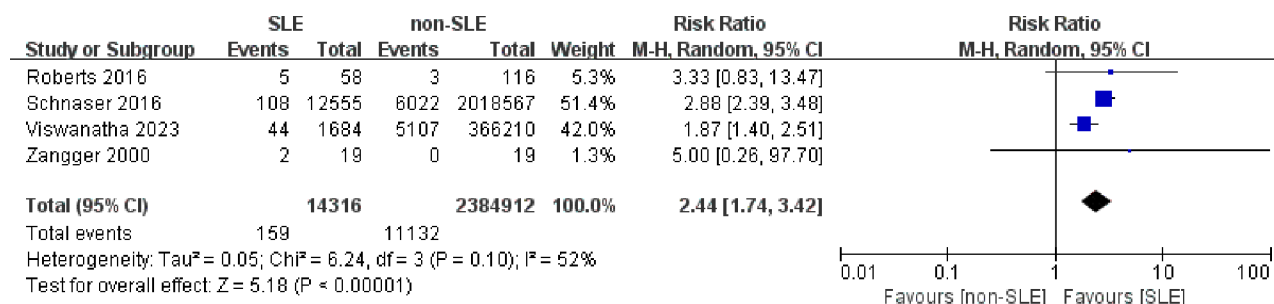 SLE non-SLE Risk Ratio Risk Ratio
Study or Subgroup Events Total Events Total Weight M-H, Random, 95% CI M-H, Random, 95% CI
Roberts 2016 5 58 3 116 5.3% 3.33 [0.83, 13.47]
Schnaser 2016 108 12555 6022 2018567 51.4% 2.88 [2.39, 3.48]
Viswanatha 2023 44 1684 5107 366210 42.0% 1.87 [1.40, 2.51]
Zangger 2000 2 19 0 19 1.3% 5.00 [0.26, 97.70]
Total (95% CI) 14316 2384912 100.0% 2.44 [1.74, 3.42]
Total events 159 11132
Heterogeneity: Tau² = 0.05; Chi² = 6.24, df = 3 (P = 0.10); I² = 52%
Test for overall effect: Z = 5.18 (P < 0.00001)
0.01 0.1 1 10 100
Favours [non-SLE] Favours [SLE]